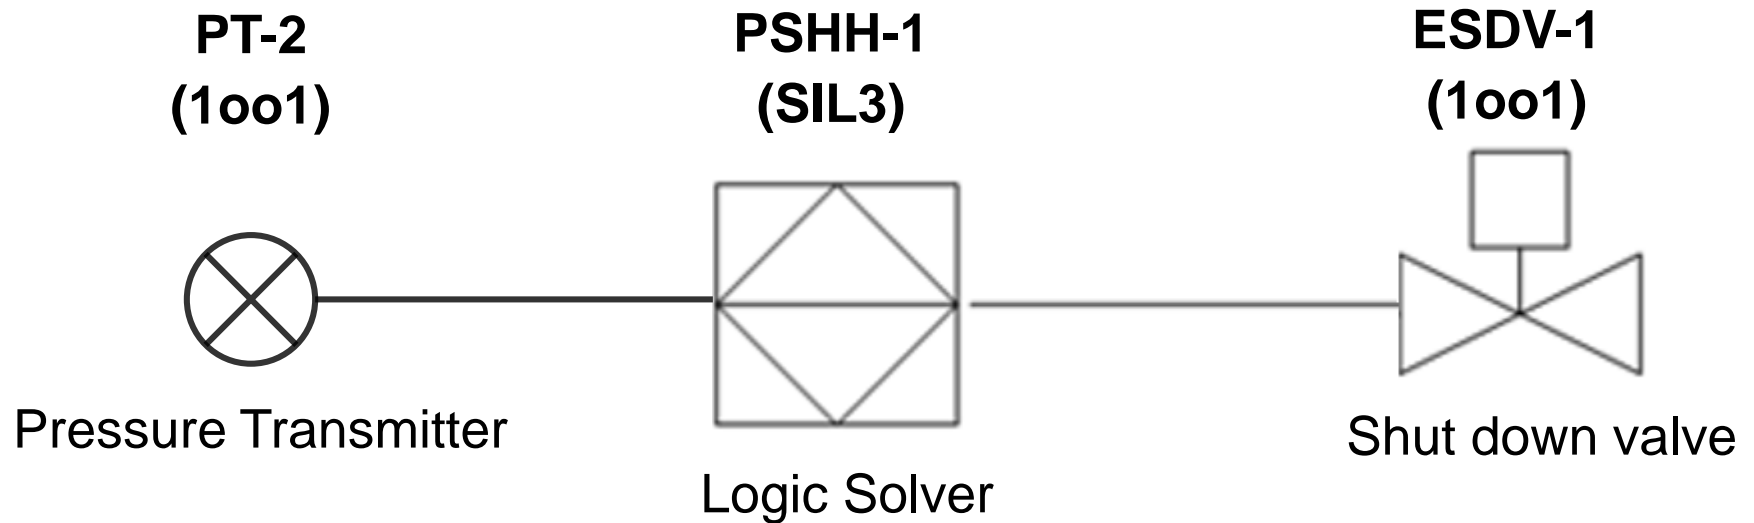 PT-2
(1oo1)
PSHH-1
(SIL3)
ESDV-1
(1oo1)
Pressure Transmitter
Logic Solver
Shut down valve